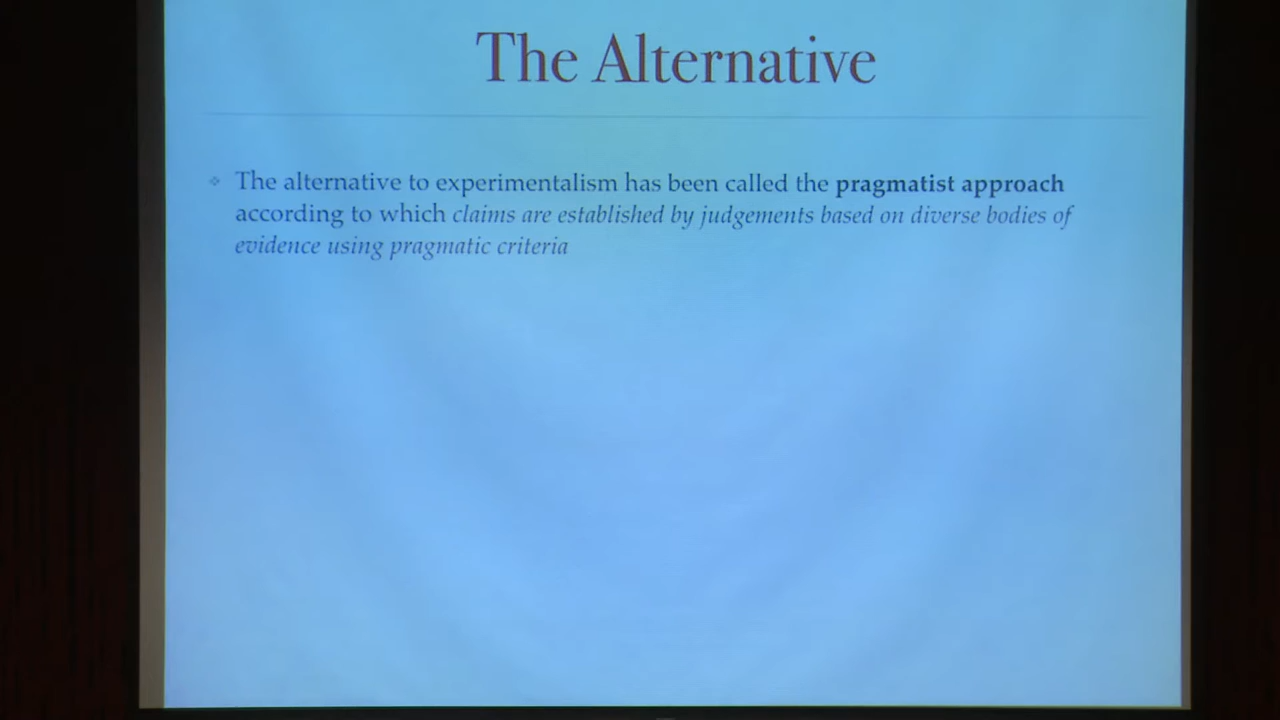 The Alternative
The alternative to experimentalism has been called the pragmatist approach
according to which claims are established by judgements based on diverse bodies of
evidence using pragmatic criteria